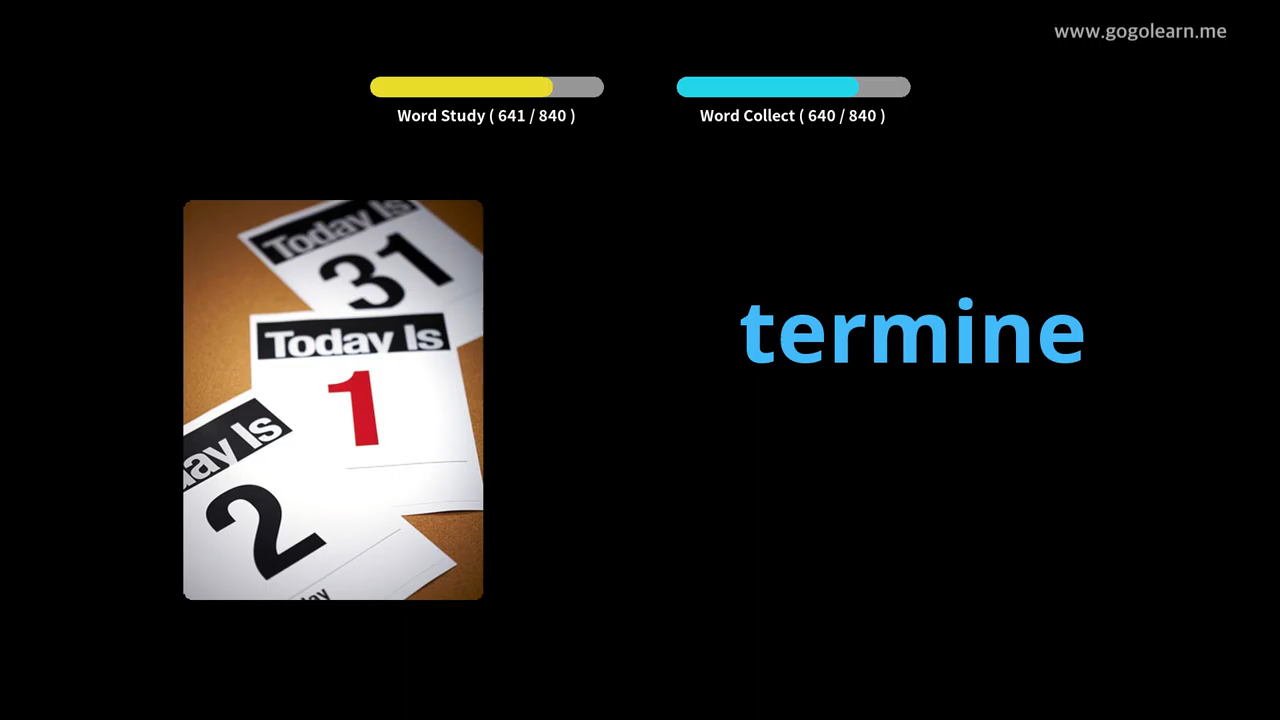 www.gogolearn.me
Word Study ( 641 / 840 )
Word Collect ( 640 / 840 )
Today Is
31
Today Is
1
ay Is
2
ay
termine